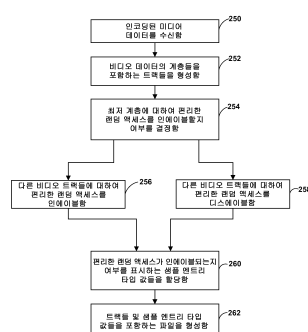 인코딩된 미디어
데이터를 수신함
250
비디오 데이터의 계층들을
포함하는 트랙들을 형성함
252
최저 계층에 대하여 편리한
랜덤 액세스를 인에이블할지
여부를 결정함
254
다른 비디오 트랙들에 대하여
편리한 랜덤 액세스를
인에이블함
256
다른 비디오 트랙들에 대하여
편리한 랜덤 액세스를
디스에이블함
258
편리한 랜덤 액세스가 인에이블되는지
여부를 표시하는 샘플 엔트리
타입 값들을 할당함
260
트랙들 및 샘플 엔트리 타입
값들을 포함하는 파일을 형성함
262